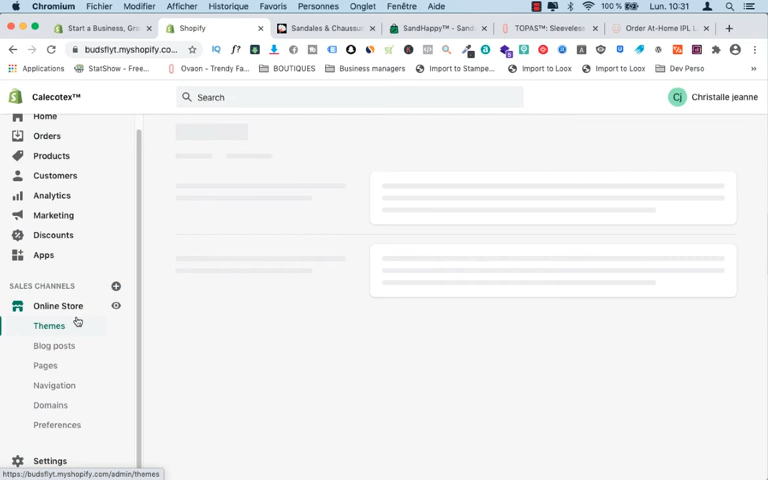 Chromium Fichier Modifier Afficher Historique Favoris Personnes Onglet Fenêtre Aide 100 % Lun. 10:31
Start a Business, Gro Shopify Sandales & Chaussur SandHappy™ - Sand TOPAS™: Sleeveless Order At-Home IPL L
budsflyt.myshopify.co...
Applications StatShow - Free... Ovaon - Trendy Fa... BOUTIQUES Business managers Import to Stampe... Import to Loox Import to Loox Dev Perso »
Calecotex™ Search Cj Christalle jeanne
Home
Orders
Products
Customers
Analytics
Marketing
Discounts
Apps
SALES CHANNELS
Online Store
Themes
Blog posts
Pages
Navigation
Domains
Preferences
Settings
https://budsflyt.myshopify.com/admin/themes